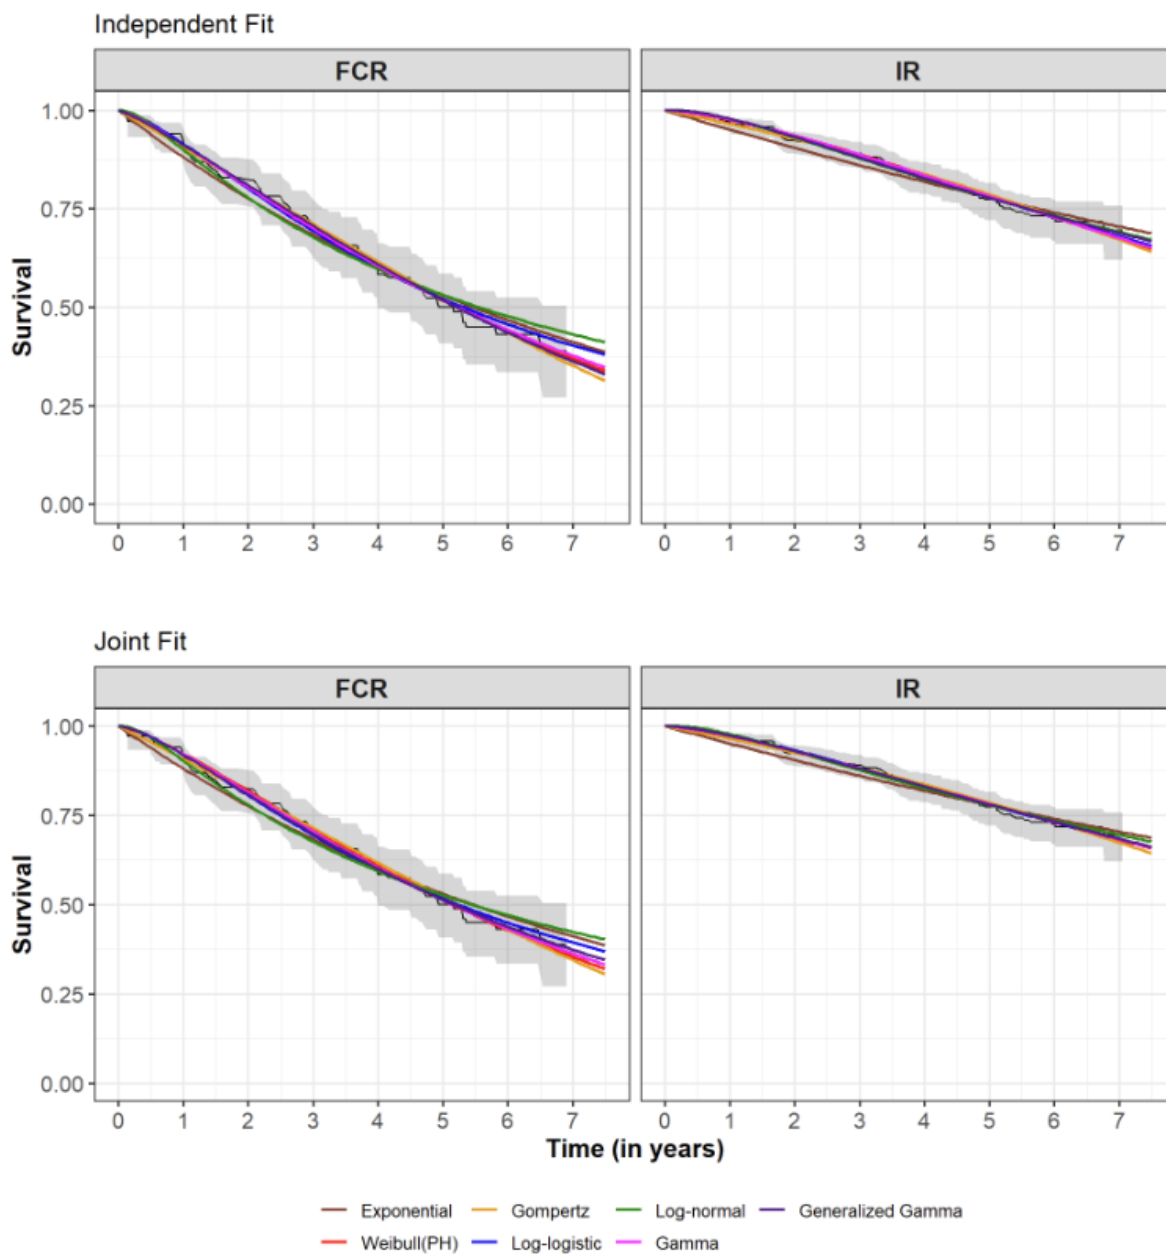 Independent Fit
FCR IR
1.00
0.75
0.50
0.25
0.00
Survival
0 1 2 3 4 5 6 7 0 1 2 3 4 5 6 7
Joint Fit
FCR IR
1.00
0.75
0.50
0.25
0.00
Survival
0 1 2 3 4 5 6 7 0 1 2 3 4 5 6 7
Time (in years)
Exponential Gompertz Log-normal Generalized Gamma
Weibull(PH) Log-logistic Gamma